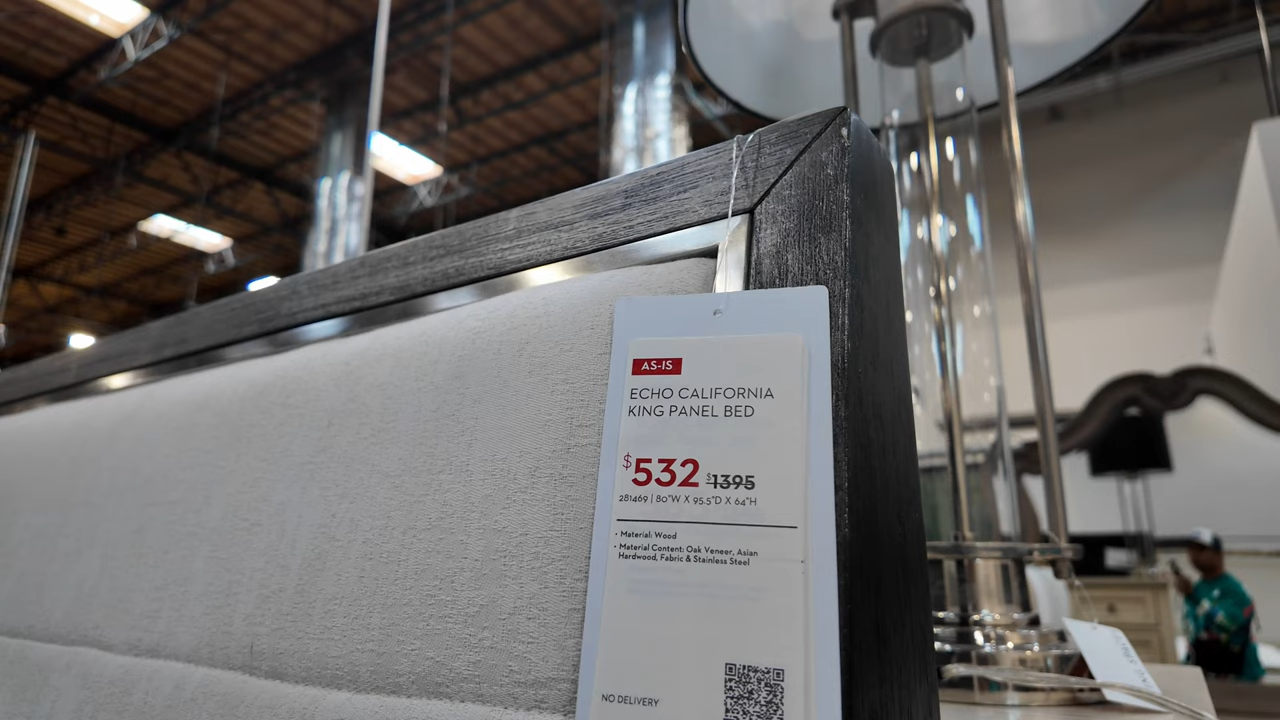 AS-IS
ECHO CALIFORNIA
KING PANEL BED
$532 $1395
281469 | 80"W X 95.5"D X 64"H
• Material: Wood
• Material Content: Oak Veneer, Asian
Hardwood, Fabric & Stainless Steel
NO DELIVERY